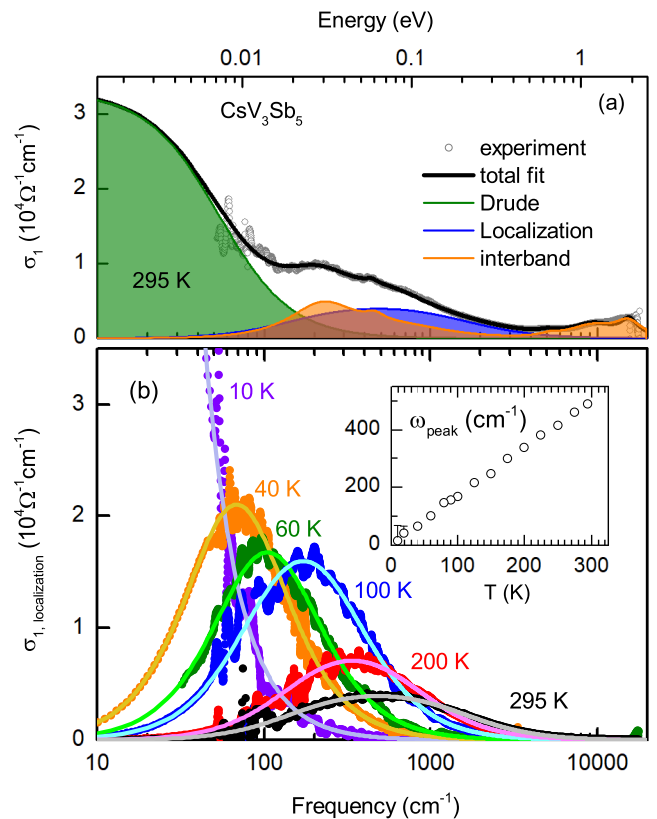 Energy (eV)
0.01 0.1 1
(a)
CsV₃Sb₅
experiment
total fit
Drude
Localization
interband
295 K
σ₁ (10⁴Ω⁻¹cm⁻¹)
3
2
1
0
(b)
10 K
40 K
60 K
100 K
200 K
295 K
ω_peak (cm⁻¹)
400
200
0
0 100 200 300
T (K)
σ₁, localization (10⁴Ω⁻¹cm⁻¹)
3
2
1
0
10 100 1000 10000
Frequency (cm⁻¹)